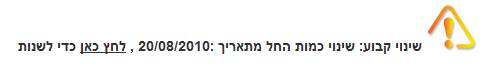 שינוי קבוע: שינוי כמות החל מתאריך :20/08/2010 , לחץ כאן כדי לשנות